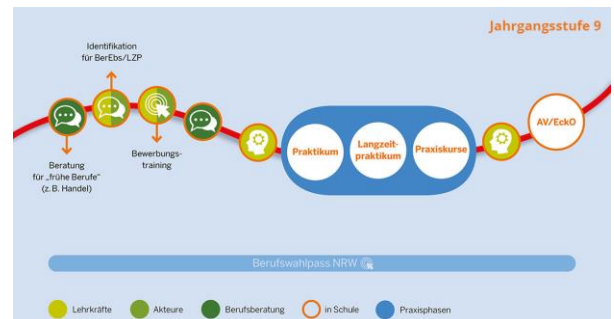 Jahrgangsstufe 9
Identifikation
für BerEbs/LZP
Beratung
für „frühe Berufe"
(z. B. Handel)
Bewerbungs-
training
Praktikum
Langzeit-
praktikum
Praxiskurse
AV/EckO
Berufswahlpass NRW
Lehrkräfte
Akteure
Berufsberatung
in Schule
Praxisphasen